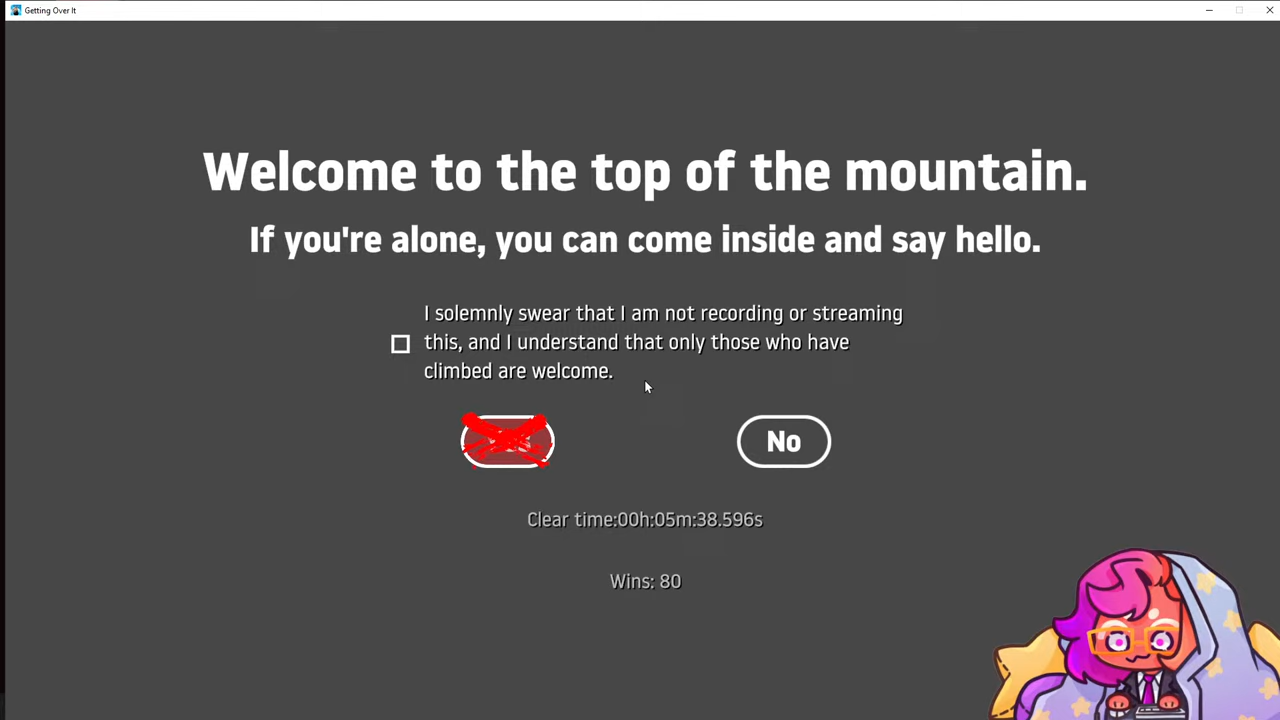 Getting Over It
Welcome to the top of the mountain.
If you're alone, you can come inside and say hello.
I solemnly swear that I am not recording or streaming
this, and I understand that only those who have
climbed are welcome.
No
Clear time:00h:05m:38.596s
Wins: 80